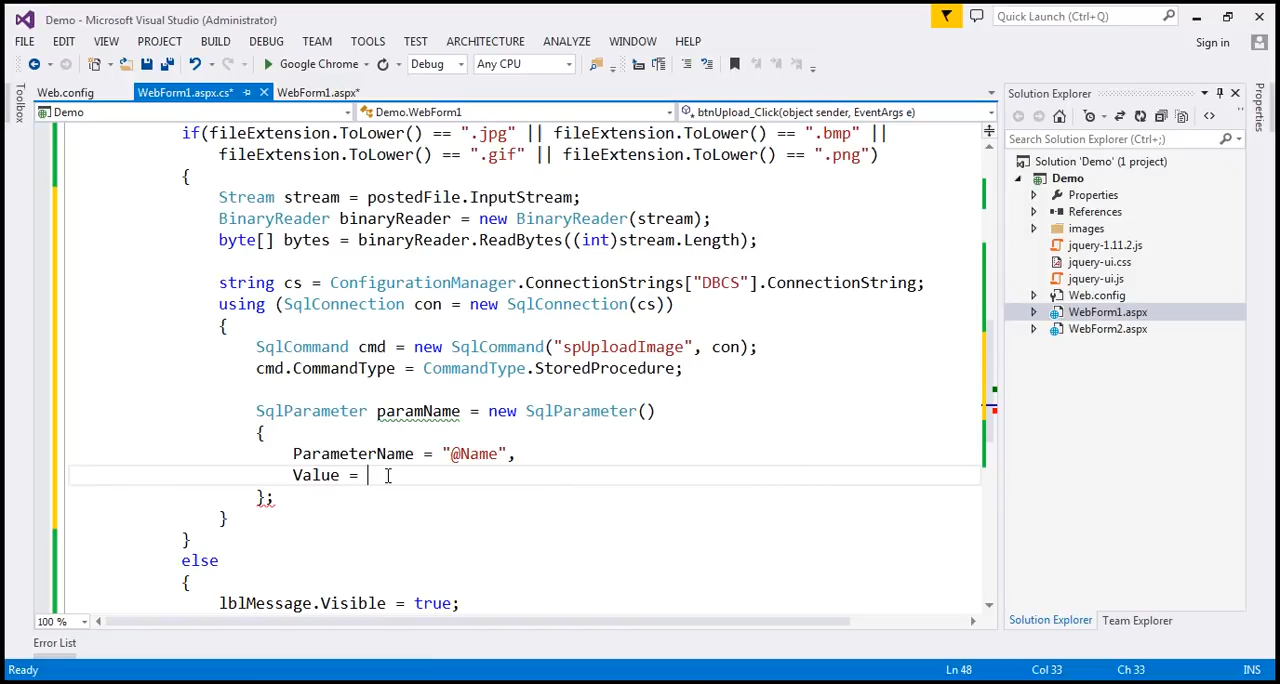 Demo - Microsoft Visual Studio (Administrator)
Quick Launch (Ctrl+Q)
FILE EDIT VIEW PROJECT BUILD DEBUG TEAM TOOLS TEST ARCHITECTURE ANALYZE WINDOW HELP
Sign in
Google Chrome Debug Any CPU
Toolbox
Web.config WebForm1.aspx.cs* WebForm1.aspx*
Demo Demo.WebForm1 btnUpload_Click(object sender, EventArgs e)
if(fileExtension.ToLower() == ".jpg" || fileExtension.ToLower() == ".bmp" ||
fileExtension.ToLower() == ".gif" || fileExtension.ToLower() == ".png")
{
Stream stream = postedFile.InputStream;
BinaryReader binaryReader = new BinaryReader(stream);
byte[] bytes = binaryReader.ReadBytes((int)stream.Length);
string cs = ConfigurationManager.ConnectionStrings["DBCS"].ConnectionString;
using (SqlConnection con = new SqlConnection(cs))
{
SqlCommand cmd = new SqlCommand("spUploadImage", con);
cmd.CommandType = CommandType.StoredProcedure;
SqlParameter paramName = new SqlParameter()
{
ParameterName = "@Name",
Value =
};
}
}
else
{
lblMessage.Visible = true;
100 %
Error List
Solution Explorer
Search Solution Explorer (Ctrl+;)
Solution 'Demo' (1 project)
Demo
Properties
References
images
jquery-1.11.2.js
jquery-ui.css
jquery-ui.js
Web.config
WebForm1.aspx
WebForm2.aspx
Solution Explorer Team Explorer
Properties
Ready Ln 48 Col 33 Ch 33 INS